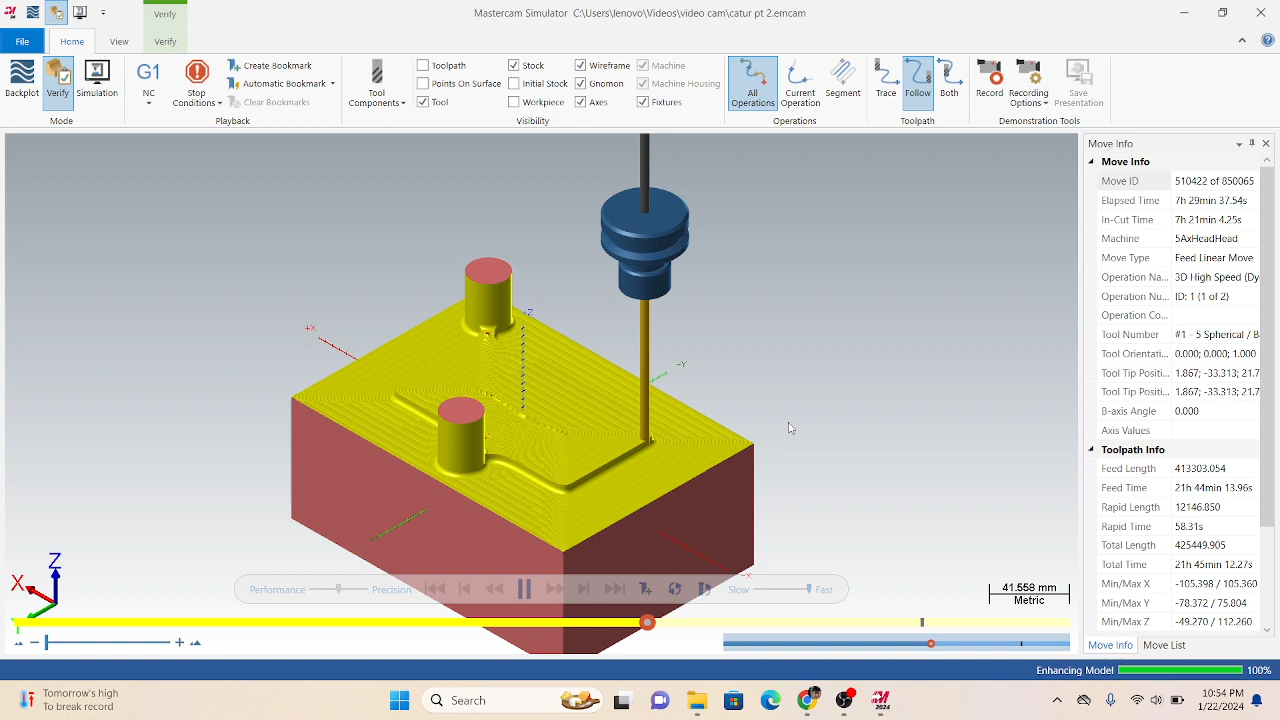 Mastercam Simulator C:\Users\lenovo\Videos\video cam\catur pt 2.emcam
Verify
File
Home
View
Verify
Backplot
Verify
Simulation
Mode
NC
Stop Conditions
Create Bookmark
Automatic Bookmark
Clear Bookmarks
Playback
Tool Components
Toolpath
Points On Surface
Tool
Stock
Initial Stock
Workpiece
Wireframe
Gnomon
Axes
Machine
Machine Housing
Fixtures
Visibility
All Operations
Current Operation
Segment
Operations
Trace
Follow
Both
Toolpath
Record
Recording Options
Save Presentation
Demonstration Tools
+X
Z
-Y
-X
Z
X
Performance
Precision
Slow
Fast
41.558 mm
Metric
Move Info
Move Info
Move ID 510422 of 850065
Elapsed Time 7h 29min 37.54s
In-Cut Time 7h 21min 4.25s
Machine 5AxHeadHead
Move Type Feed Linear Move
Operation Na... 3D High Speed (Dy
Operation Nu... ID: 1 (1 of 2)
Operation Co...
Tool Number #1 - 5 Spherical / B
Tool Orientati... 0.000; 0.000; 1.000
Tool Tip Positi... 1.867; -33.313; 21.7
Tool Tip Positi... 1.867; -33.313; 21.7
B-axis Angle 0.000
Axis Values
Toolpath Info
Feed Length 413303.054
Feed Time 21h 44min 13.96s
Rapid Length 12146.850
Rapid Time 58.31s
Total Length 425449.905
Total Time 21h 45min 12.27s
Min/Max X -105.398 / 105.360
Min/Max Y -78.372 / 75.804
Min/Max Z -49.270 / 112.260
Move Info
Move List
Enhancing Model
100%
Tomorrow's high
To break record
Search
2024
10:54 PM
1/22/2024